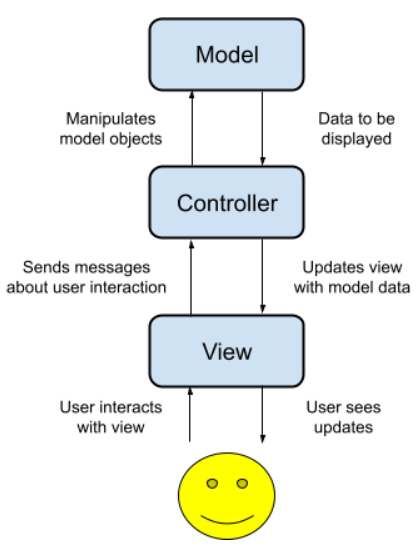 Model
Manipulates
model objects
Data to be
displayed
Controller
Sends messages
about user interaction
Updates view
with model data
View
User interacts
with view
User sees
updates